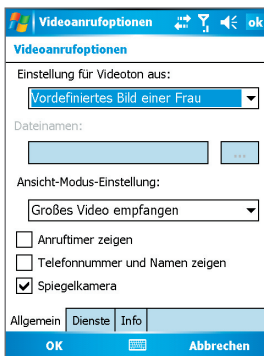 Videoanrufoptionen ok
Videoanrufoptionen
Einstellung für Videoton aus:
Vordefiniertes Bild einer Frau
Dateinamen:
...
Ansicht-Modus-Einstellung:
Großes Video empfangen
Anruftimer zeigen
Telefonnummer und Namen zeigen
Spiegelkamera
Allgemein Dienste Info
OK Abbrechen